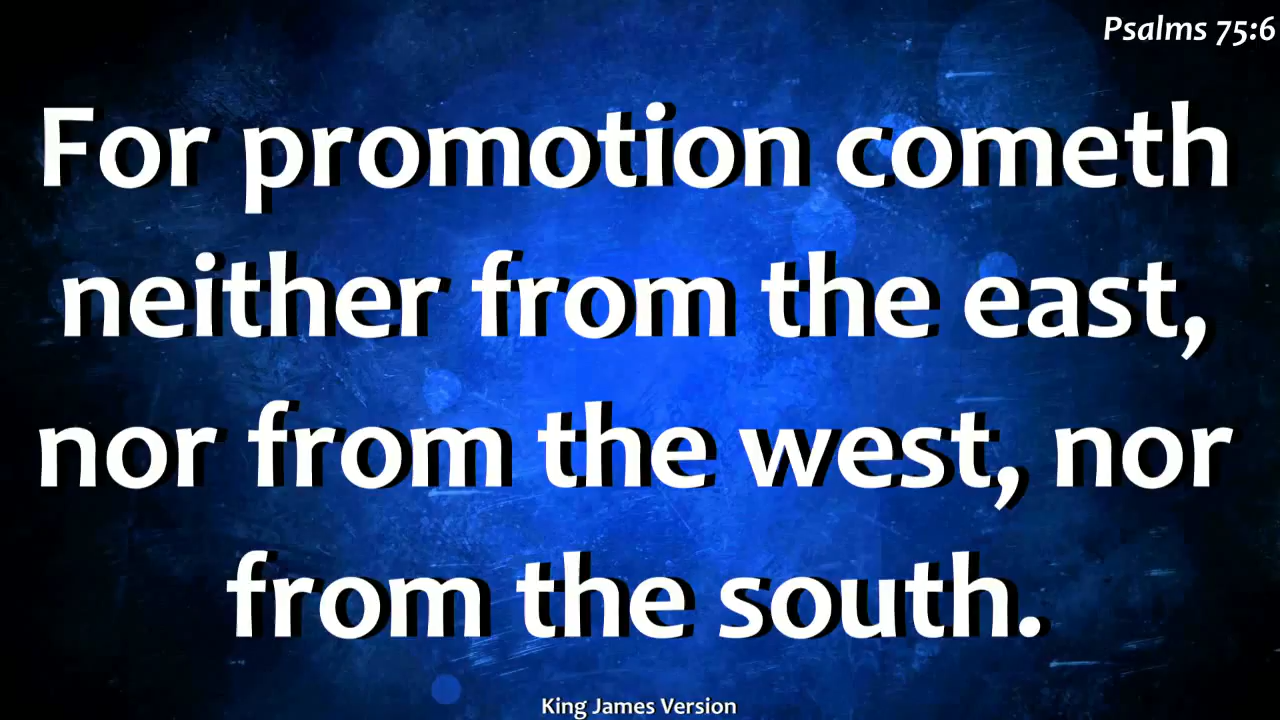 Psalms 75:6
For promotion cometh
neither from the east,
nor from the west, nor
from the south.
King James Version